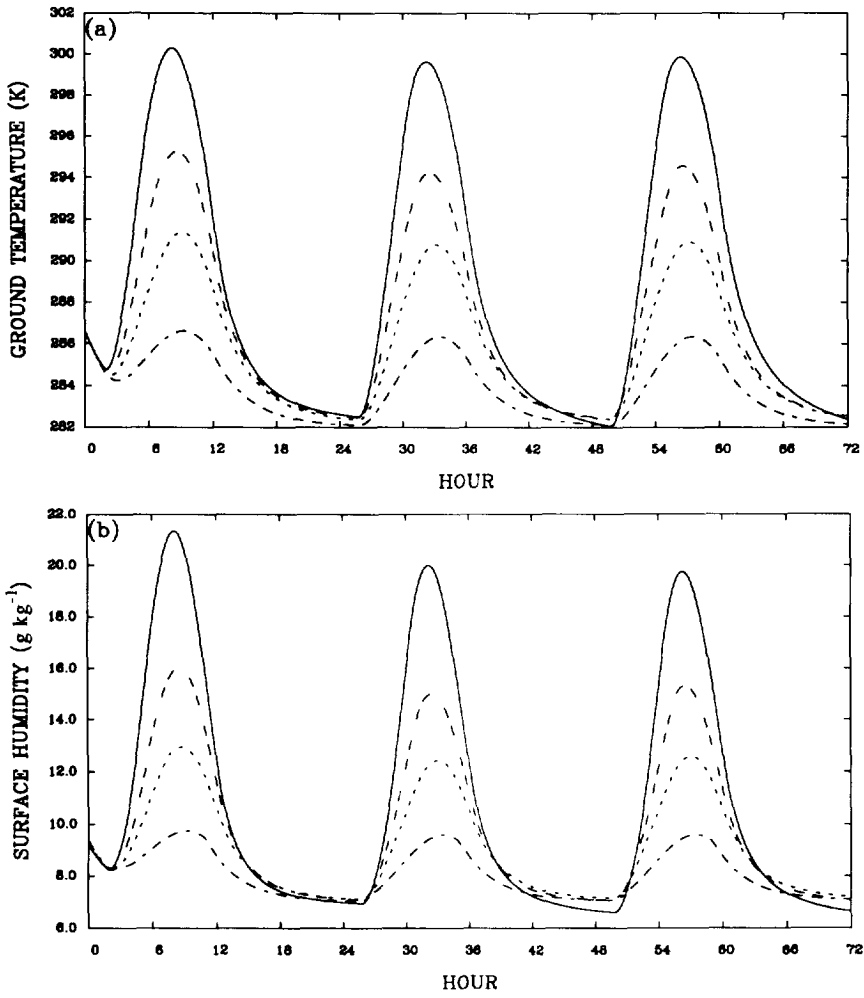 302
(a)
300
298
296
294
292
290
288
286
284
282
GROUND TEMPERATURE (K)
0 6 12 18 24 30 36 42 48 54 60 66 72
HOUR
22.0
(b)
20.0
18.0
16.0
14.0
12.0
10.0
8.0
6.0
SURFACE HUMIDITY (g kg⁻¹)
0 6 12 18 24 30 36 42 48 54 60 66 72
HOUR